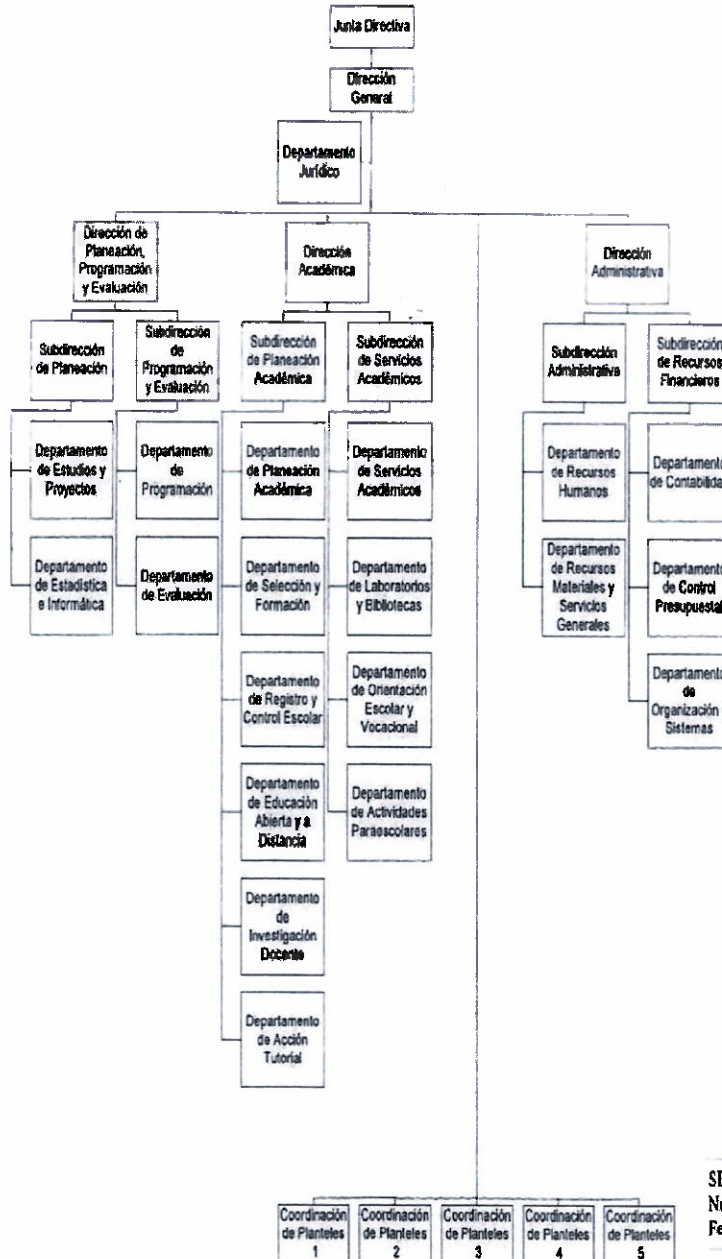 Junta Directiva
Dirección
General
Departamento
Jurídico
Dirección de
Planeación,
Programación
y Evaluación
Dirección
Académica
Dirección
Administrativa
Subdirección
de Planeación
Subdirección
de
Programación
y Evaluación
Subdirección
de Planeación
Académica
Subdirección
de Servicios
Académicos
Subdirección
Administrativa
Subdirección
de Recursos
Financieros
Departamento
de Estudios y
Proyectos
Departamento
de
Programación
Departamento
de Planeación
Académica
Departamento
de Servicios
Académicos
Departamento
de Recursos
Humanos
Departamento
de Contabilida
Departamento
de Estadística
e Informática
Departamento
de Evaluación
Departamento
de Selección y
Formación
Departamento
de Laboratorios
y Bibliotecas
Departamento
de Recursos
Materiales y
Servicios
Generales
Departamento
de Control
Presupuestal
Departamento
de Registro y
Control Escolar
Departamento
de Orientación
Escolar y
Vocacional
Departamento
de
Organización
Sistemas
Departamento
de Educación
Abierta y a
Distancia
Departamento
de Actividades
Paraescolares
Departamento
de
Investigación
Docente
Departamento
de Acción
Tutorial
Coordinación
de Planteles
1
Coordinación
de Planteles
2
Coordinación
de Planteles
3
Coordinación
de Planteles
4
Coordinación
de Planteles
5